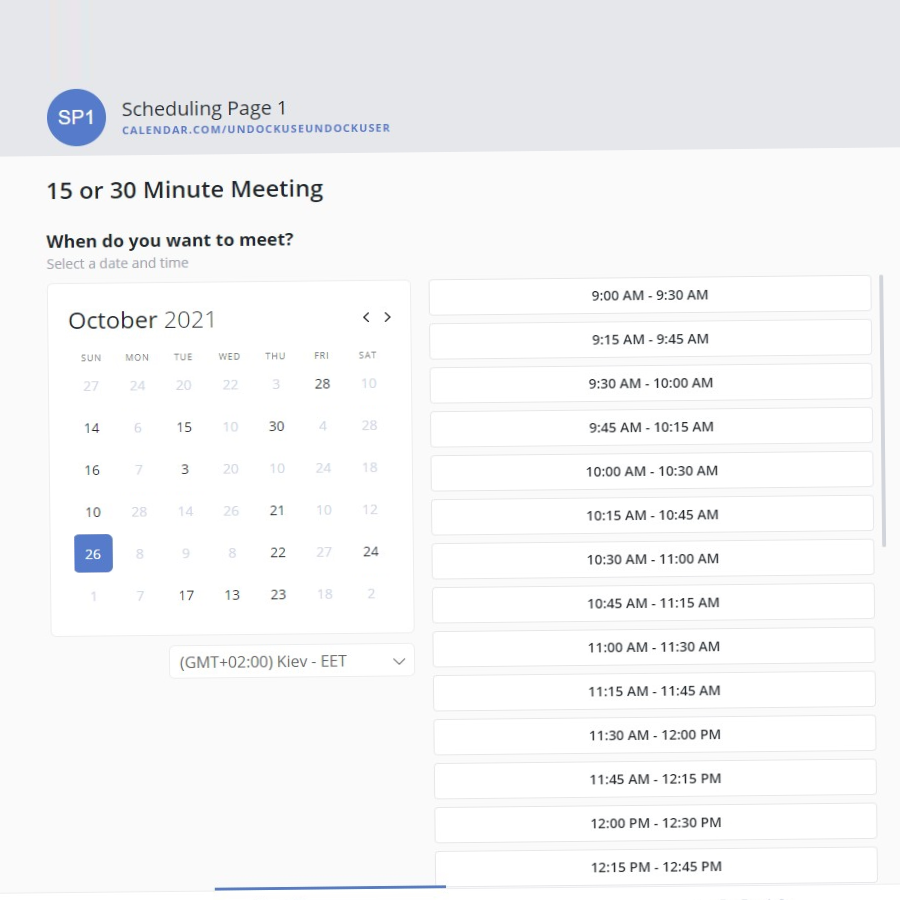 SP1
Scheduling Page 1
CALENDAR.COM/UNDOCKUSEUNDOCKUSER
15 or 30 Minute Meeting
When do you want to meet?
Select a date and time
October 2021
SUN MON TUE WED THU FRI SAT
27 24 20 22 3 28 10
14 6 15 10 30 4 28
16 7 3 20 10 24 18
10 28 14 26 21 10 12
26 8 9 8 22 27 24
1 7 17 13 23 18 2
(GMT+02:00) Kiev - EET
9:00 AM - 9:30 AM
9:15 AM - 9:45 AM
9:30 AM - 10:00 AM
9:45 AM - 10:15 AM
10:00 AM - 10:30 AM
10:15 AM - 10:45 AM
10:30 AM - 11:00 AM
10:45 AM - 11:15 AM
11:00 AM - 11:30 AM
11:15 AM - 11:45 AM
11:30 AM - 12:00 PM
11:45 AM - 12:15 PM
12:00 PM - 12:30 PM
12:15 PM - 12:45 PM